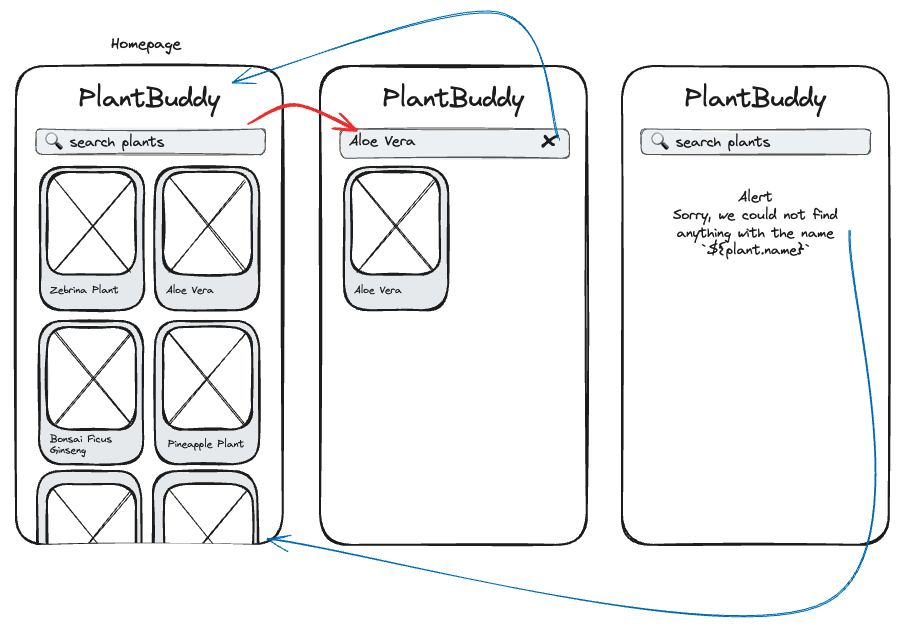 Homepage
PlantBuddy
search plants
Zebrina Plant
Aloe Vera
Bonsai Ficus
Ginseng
Pineapple Plant
PlantBuddy
Aloe Vera
Aloe Vera
PlantBuddy
search plants
Alert
Sorry, we could not find
anything with the name
`${plant.name}`